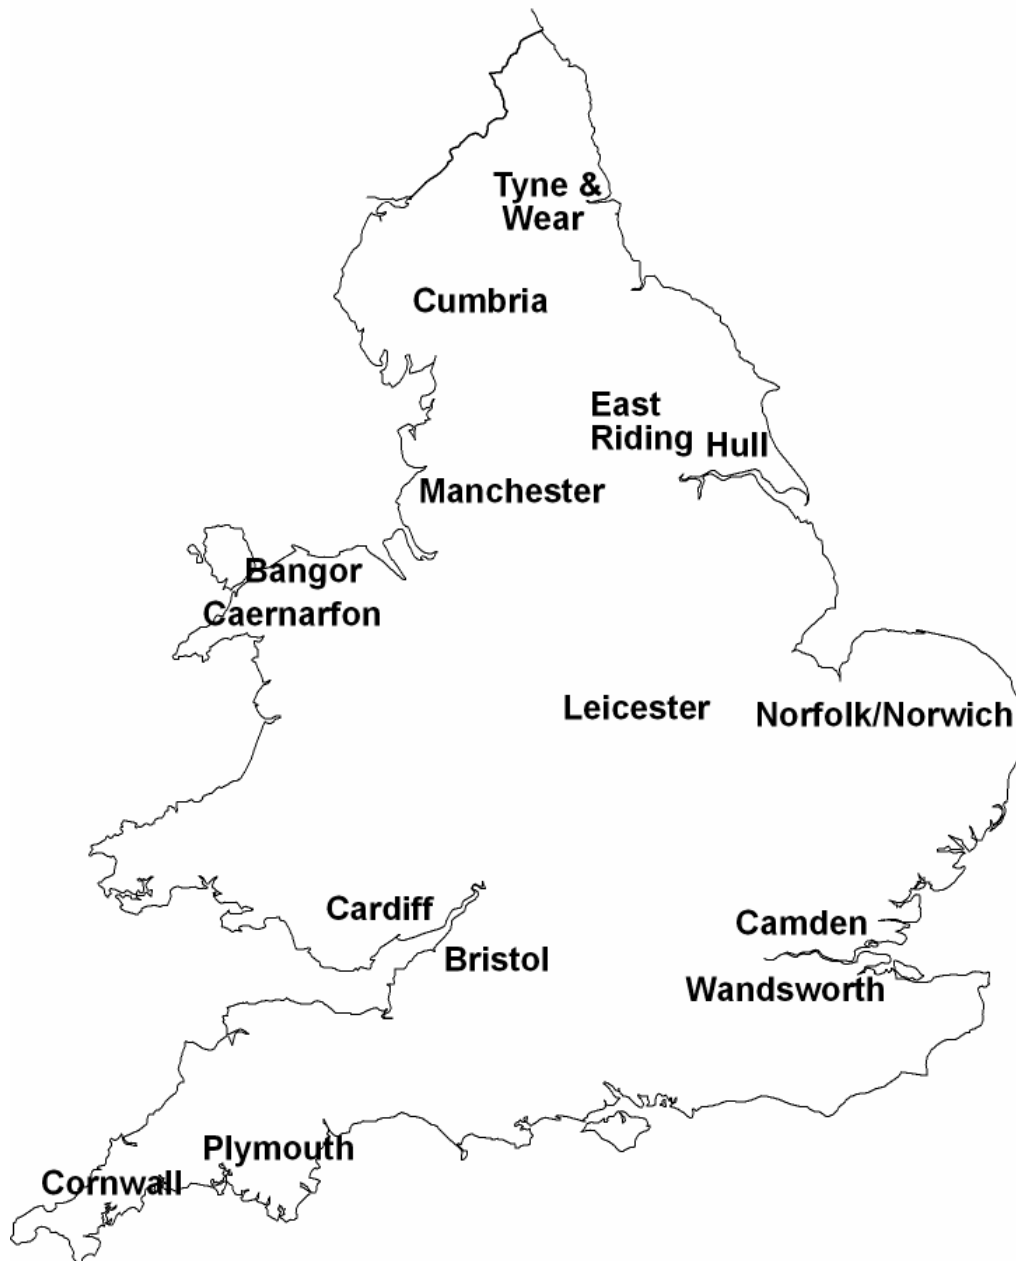 Tyne &
Wear
Cumbria
East
Riding
Hull
Manchester
Bangor
Caernarfon
Leicester
Norfolk/Norwich
Cardiff
Camden
Bristol
Wandsworth
Plymouth
Cornwall